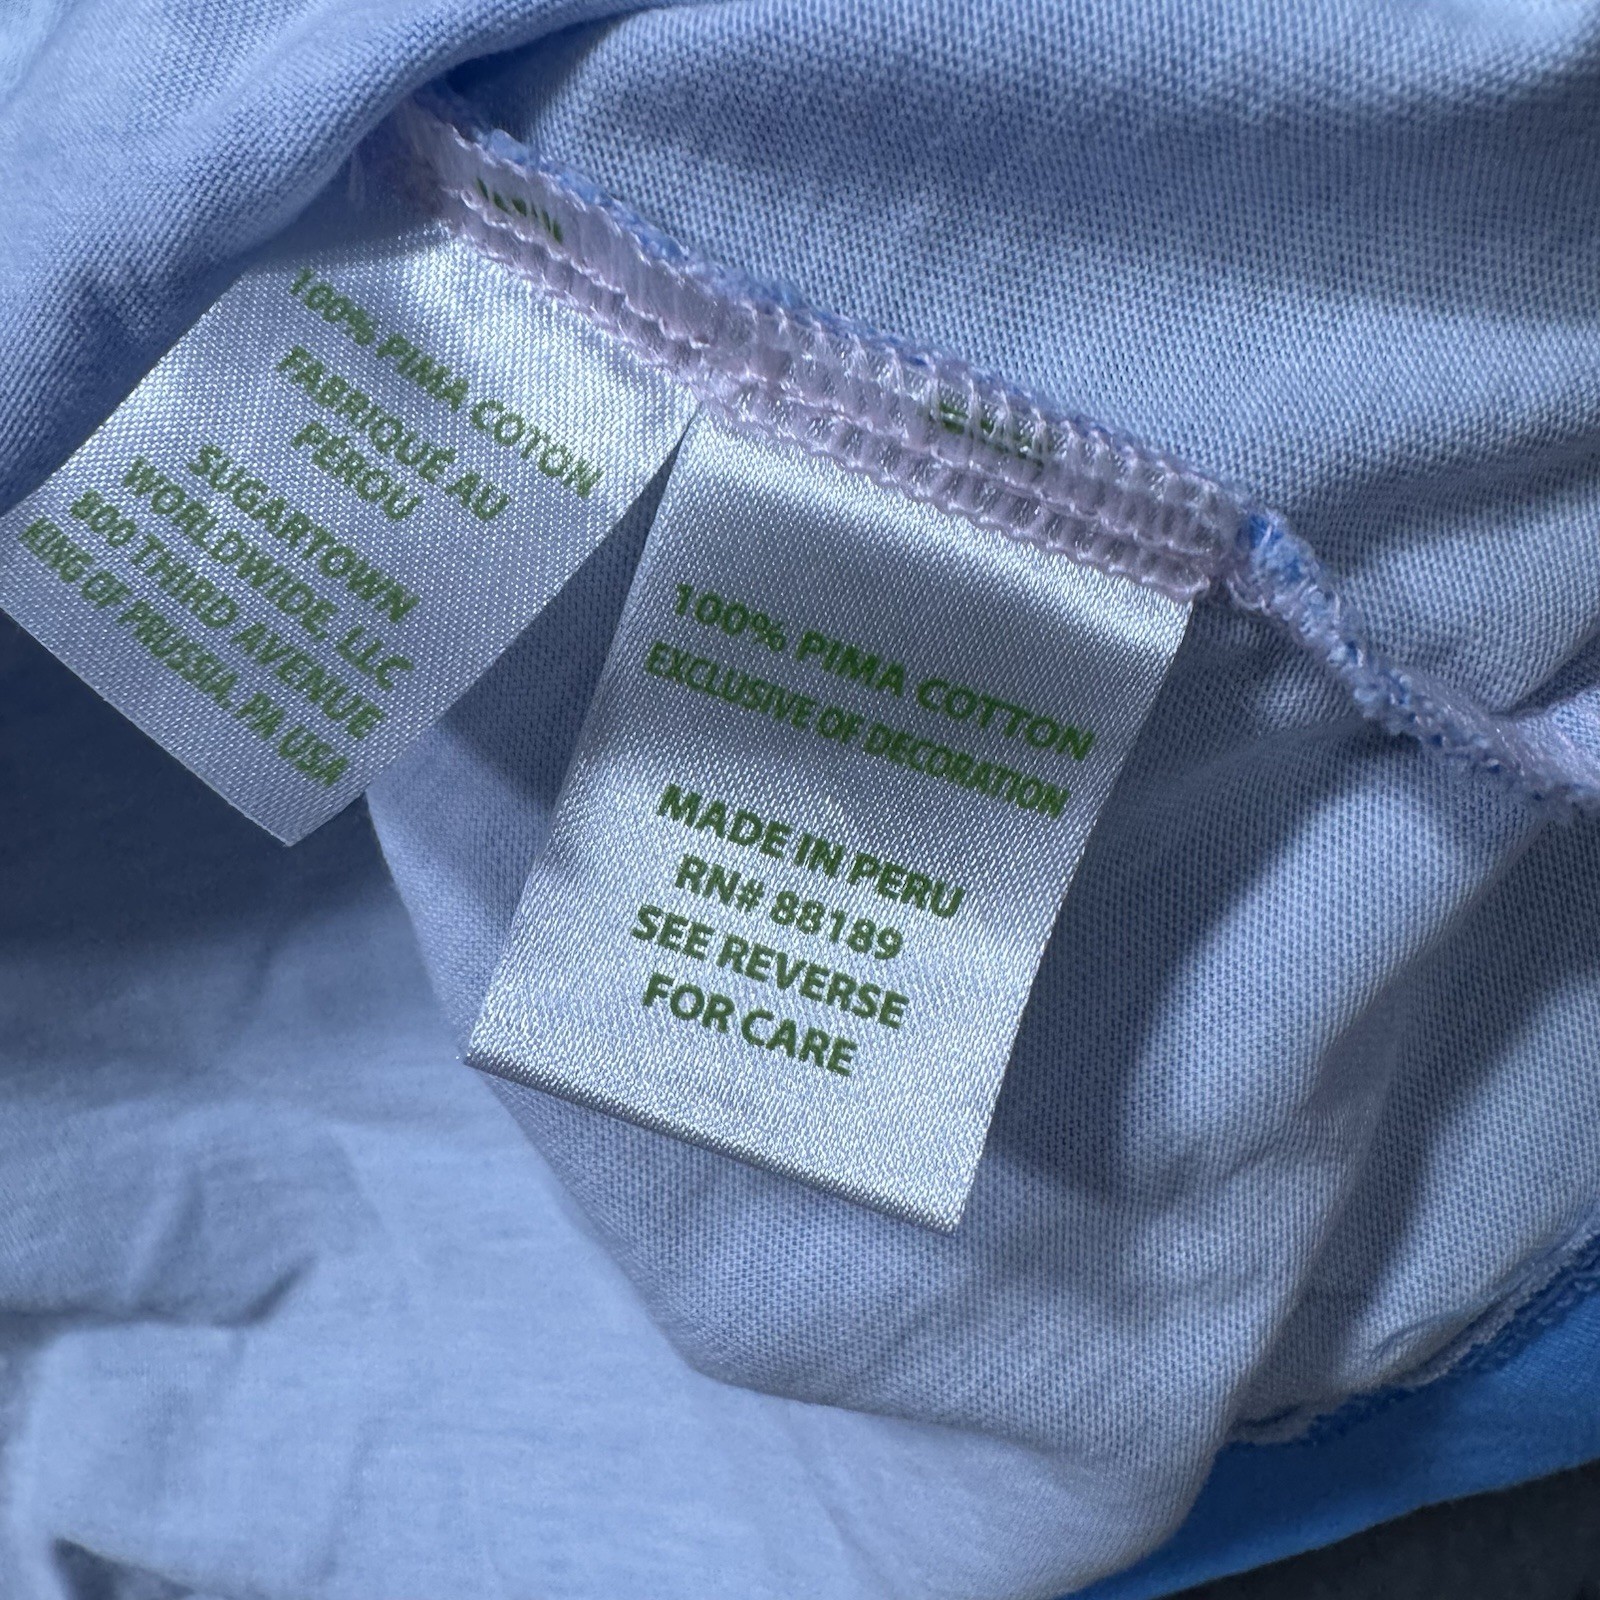 100% PIMA COTTON
FABRIQUÉ AU
PÉROU
SUGARTOWN
WORLDWIDE, LLC
800 THIRD AVENUE
KING OF PRUSSIA, PA USA
100% PIMA COTTON
EXCLUSIVE OF DECORATION
MADE IN PERU
RN# 88189
SEE REVERSE
FOR CARE